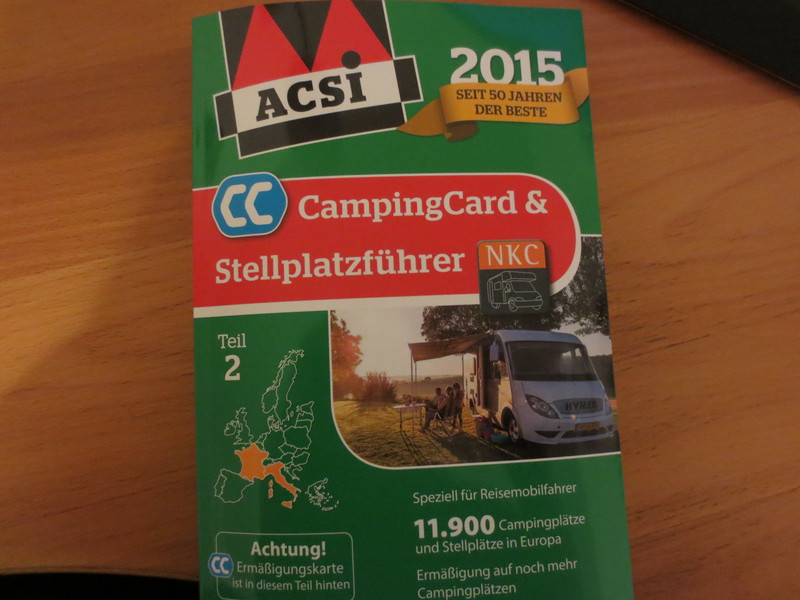 ACSI
2015
SEIT 50 JAHREN
DER BESTE
CC CampingCard &
Stellplatzführer
NKC
Teil
2
HYMER
Speziell für Reisemobilfahrer
11.900 Campingplätze
und Stellplätze in Europa
Ermäßigung auf noch mehr
Campingplätzen
Achtung!
CC Ermäßigungskarte
ist in diesem Teil hinten